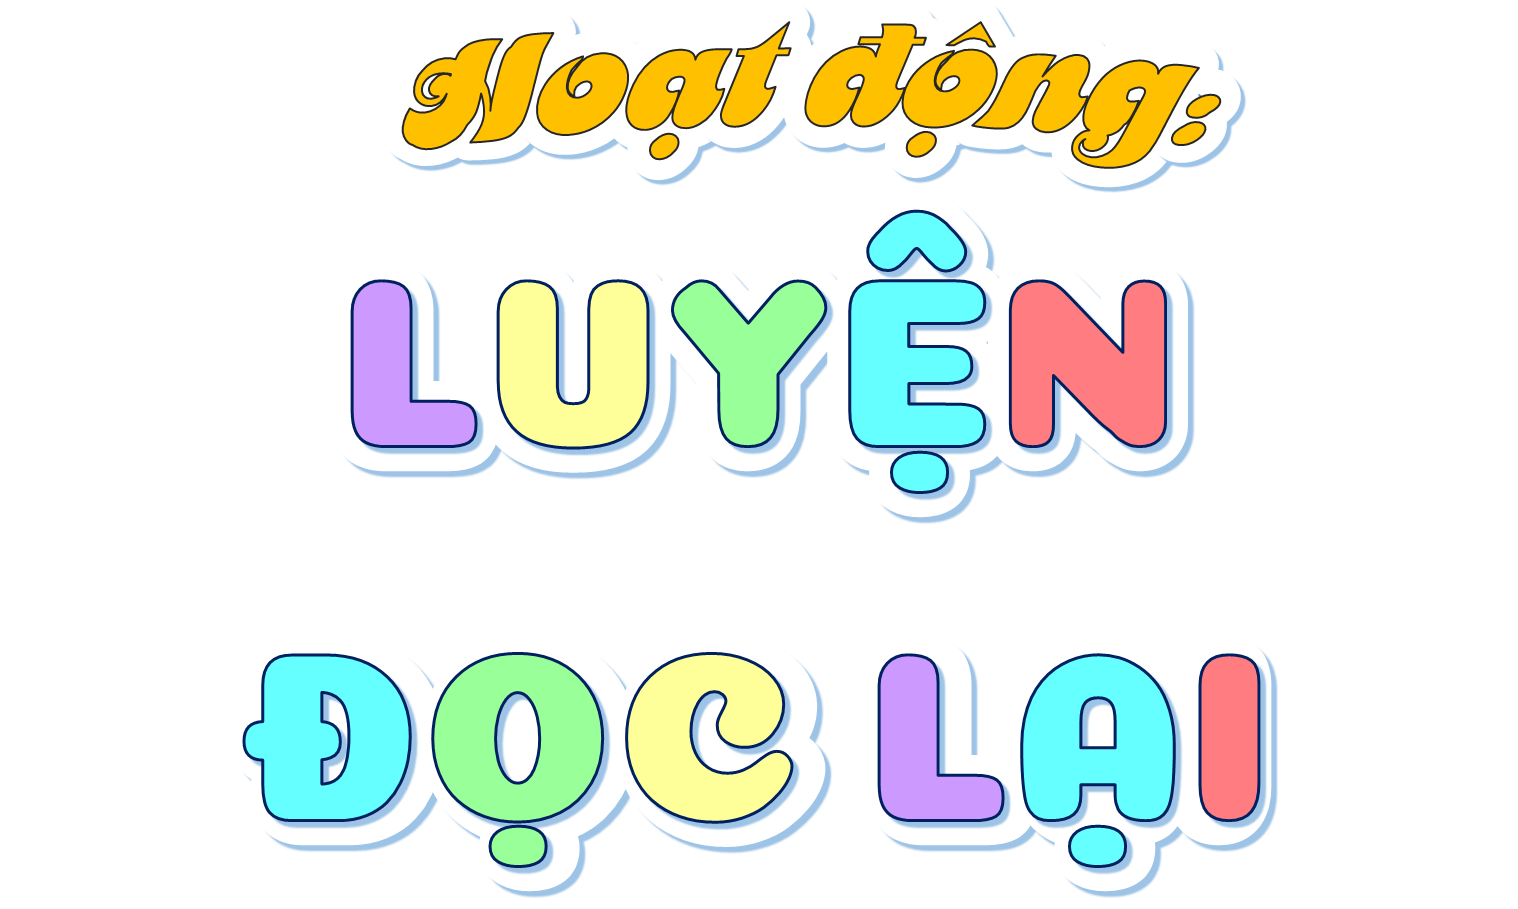 Hoạt động:
LUYỆN
ĐỌC LẠI